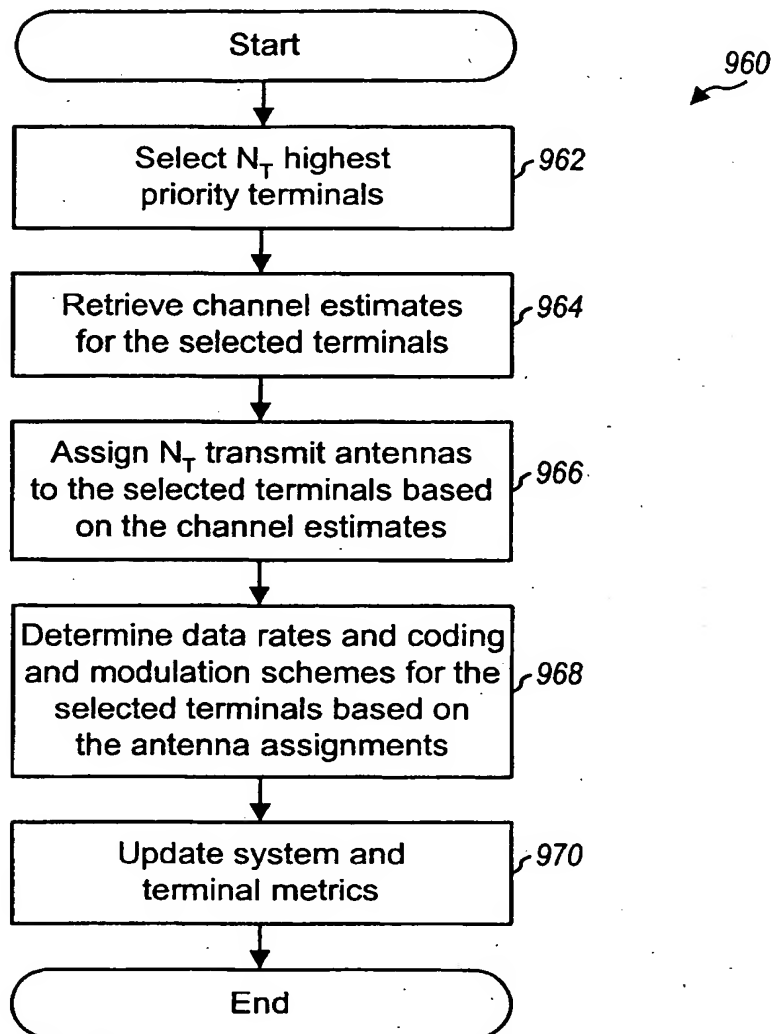 Start
960
Select N_T highest
priority terminals
962
Retrieve channel estimates
for the selected terminals
964
Assign N_T transmit antennas
to the selected terminals based
on the channel estimates
966
Determine data rates and coding
and modulation schemes for the
selected terminals based on
the antenna assignments
968
Update system and
terminal metrics
970
End